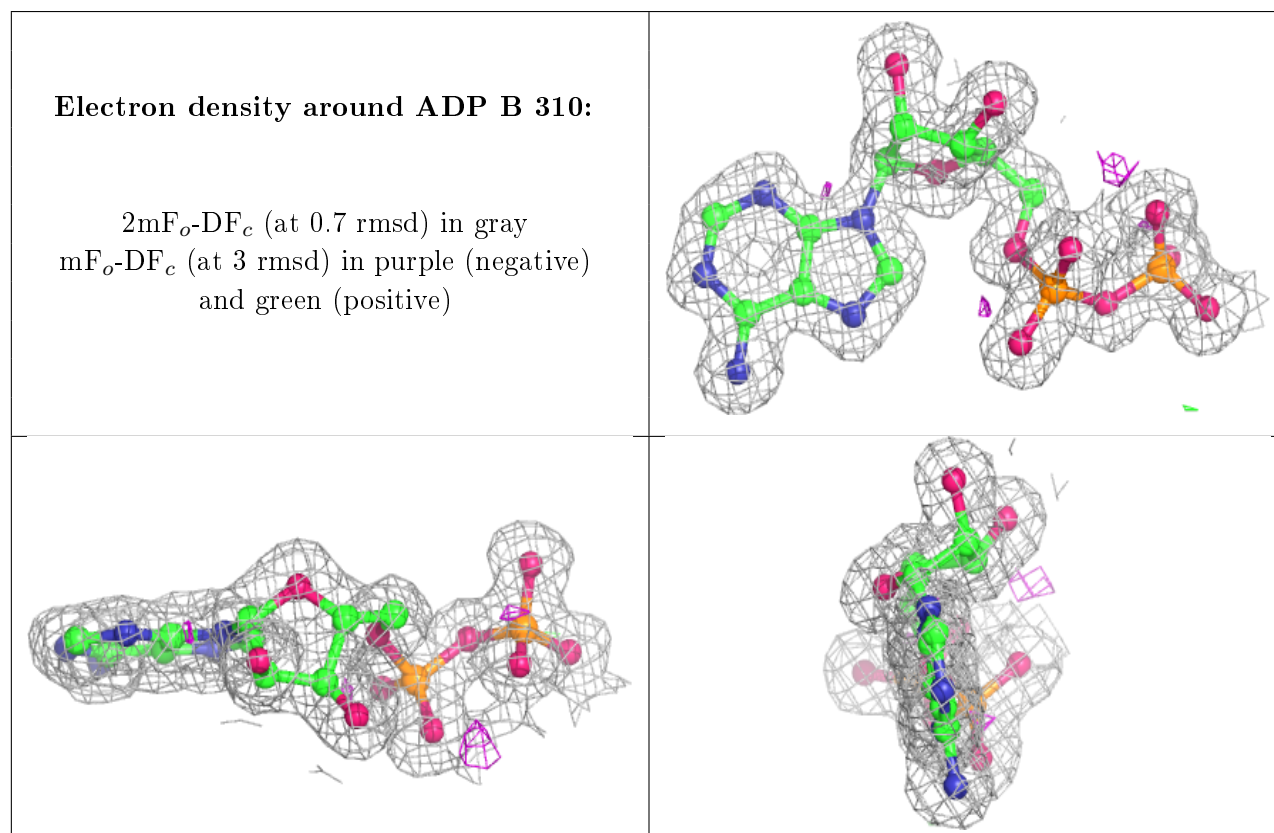 Electron density around ADP B 310:
2mFo-DFc (at 0.7 rmsd) in gray
mFo-DFc (at 3 rmsd) in purple (negative)
and green (positive)